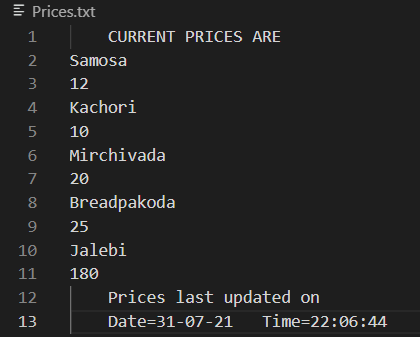 Prices.txt
1 CURRENT PRICES ARE
2 Samosa
3 12
4 Kachori
5 10
6 Mirchivada
7 20
8 Breadpakoda
9 25
10 Jalebi
11 180
12 Prices last updated on
13 Date=31-07-21 Time=22:06:44